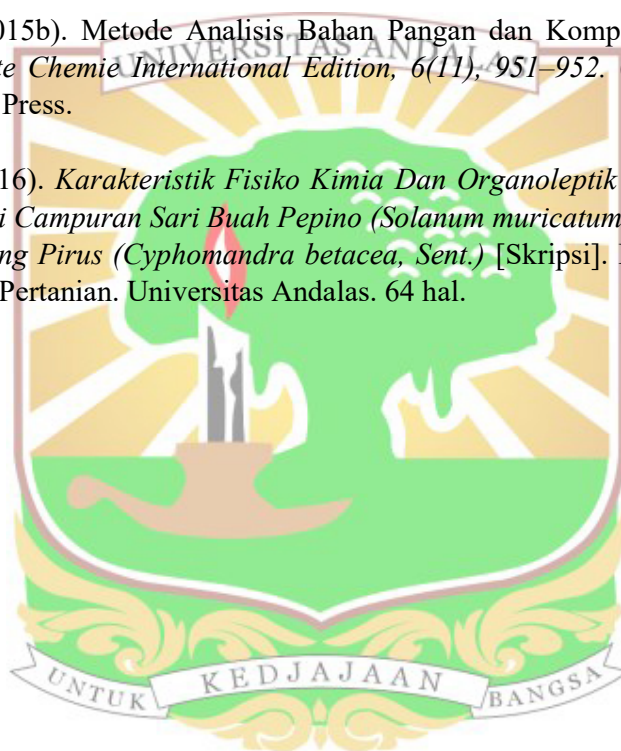 015b). Metode Analisis Bahan Pangan dan Komp
te Chemie International Edition, 6(11), 951–952.
Press.
16). Karakteristik Fisiko Kimia Dan Organoleptik
i Campuran Sari Buah Pepino (Solanum muricatum
ng Pirus (Cyphomandra betacea, Sent.) [Skripsi].
Pertanian. Universitas Andalas. 64 hal.
UNIVERSITAS ANDALAS
UNTUK KEDJAJAAN BANGSA